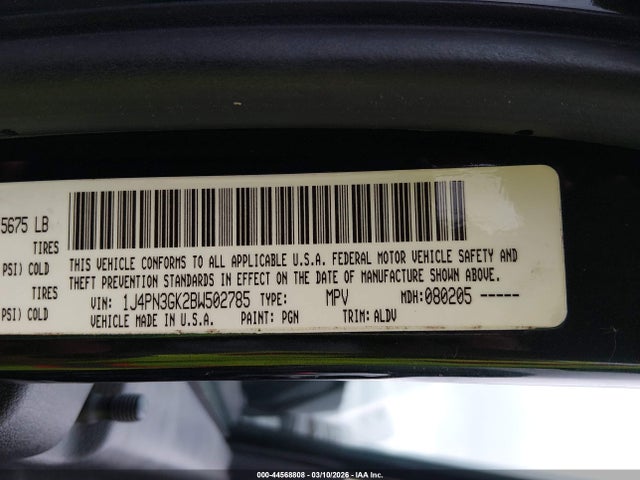 5675 LB
TIRES
PSI) COLD
TIRES
PSI) COLD
THIS VEHICLE CONFORMS TO ALL APPLICABLE U.S.A. FEDERAL MOTOR VEHICLE SAFETY AND
THEFT PREVENTION STANDARDS IN EFFECT ON THE DATE OF MANUFACTURE SHOWN ABOVE.
VIN: 1J4PN3GK2BW502785 TYPE: MPV MDH:080205 -----
VEHICLE MADE IN U.S.A. PAINT: PGN TRIM: ALDV
000-44568808 - 03/10/2026 - IAA Inc.